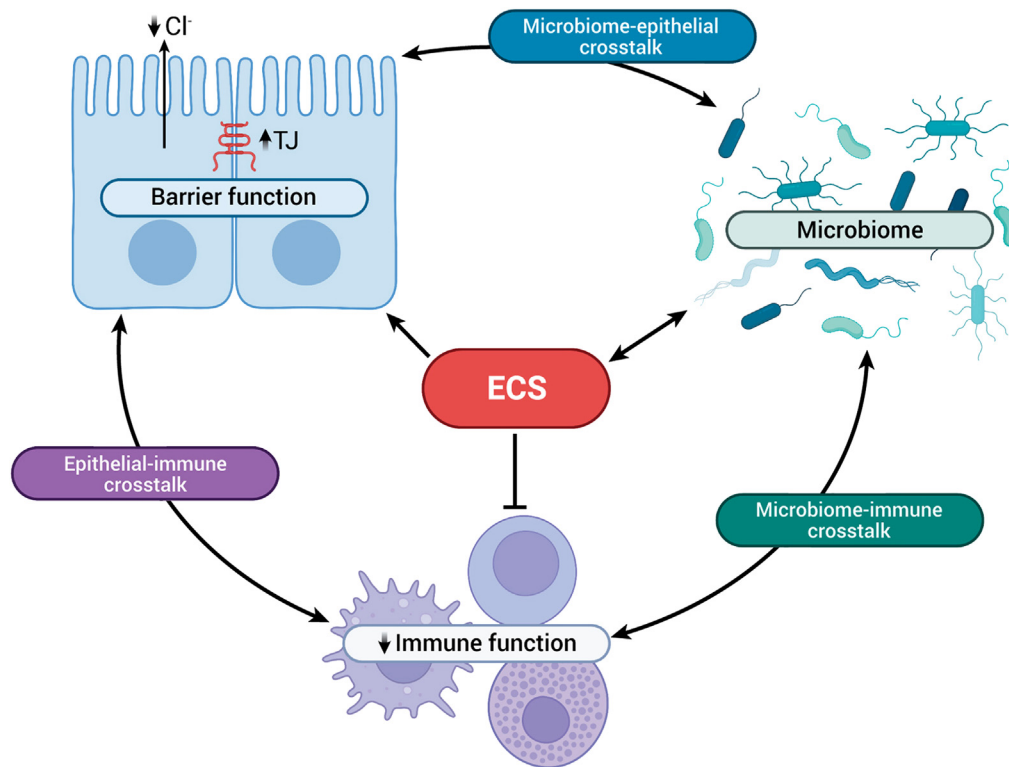 ↓ Cl⁻
Microbiome-epithelial
crosstalk
↑TJ
Barrier function
Microbiome
ECS
Epithelial-immune
crosstalk
Microbiome-immune
crosstalk
↓ Immune function